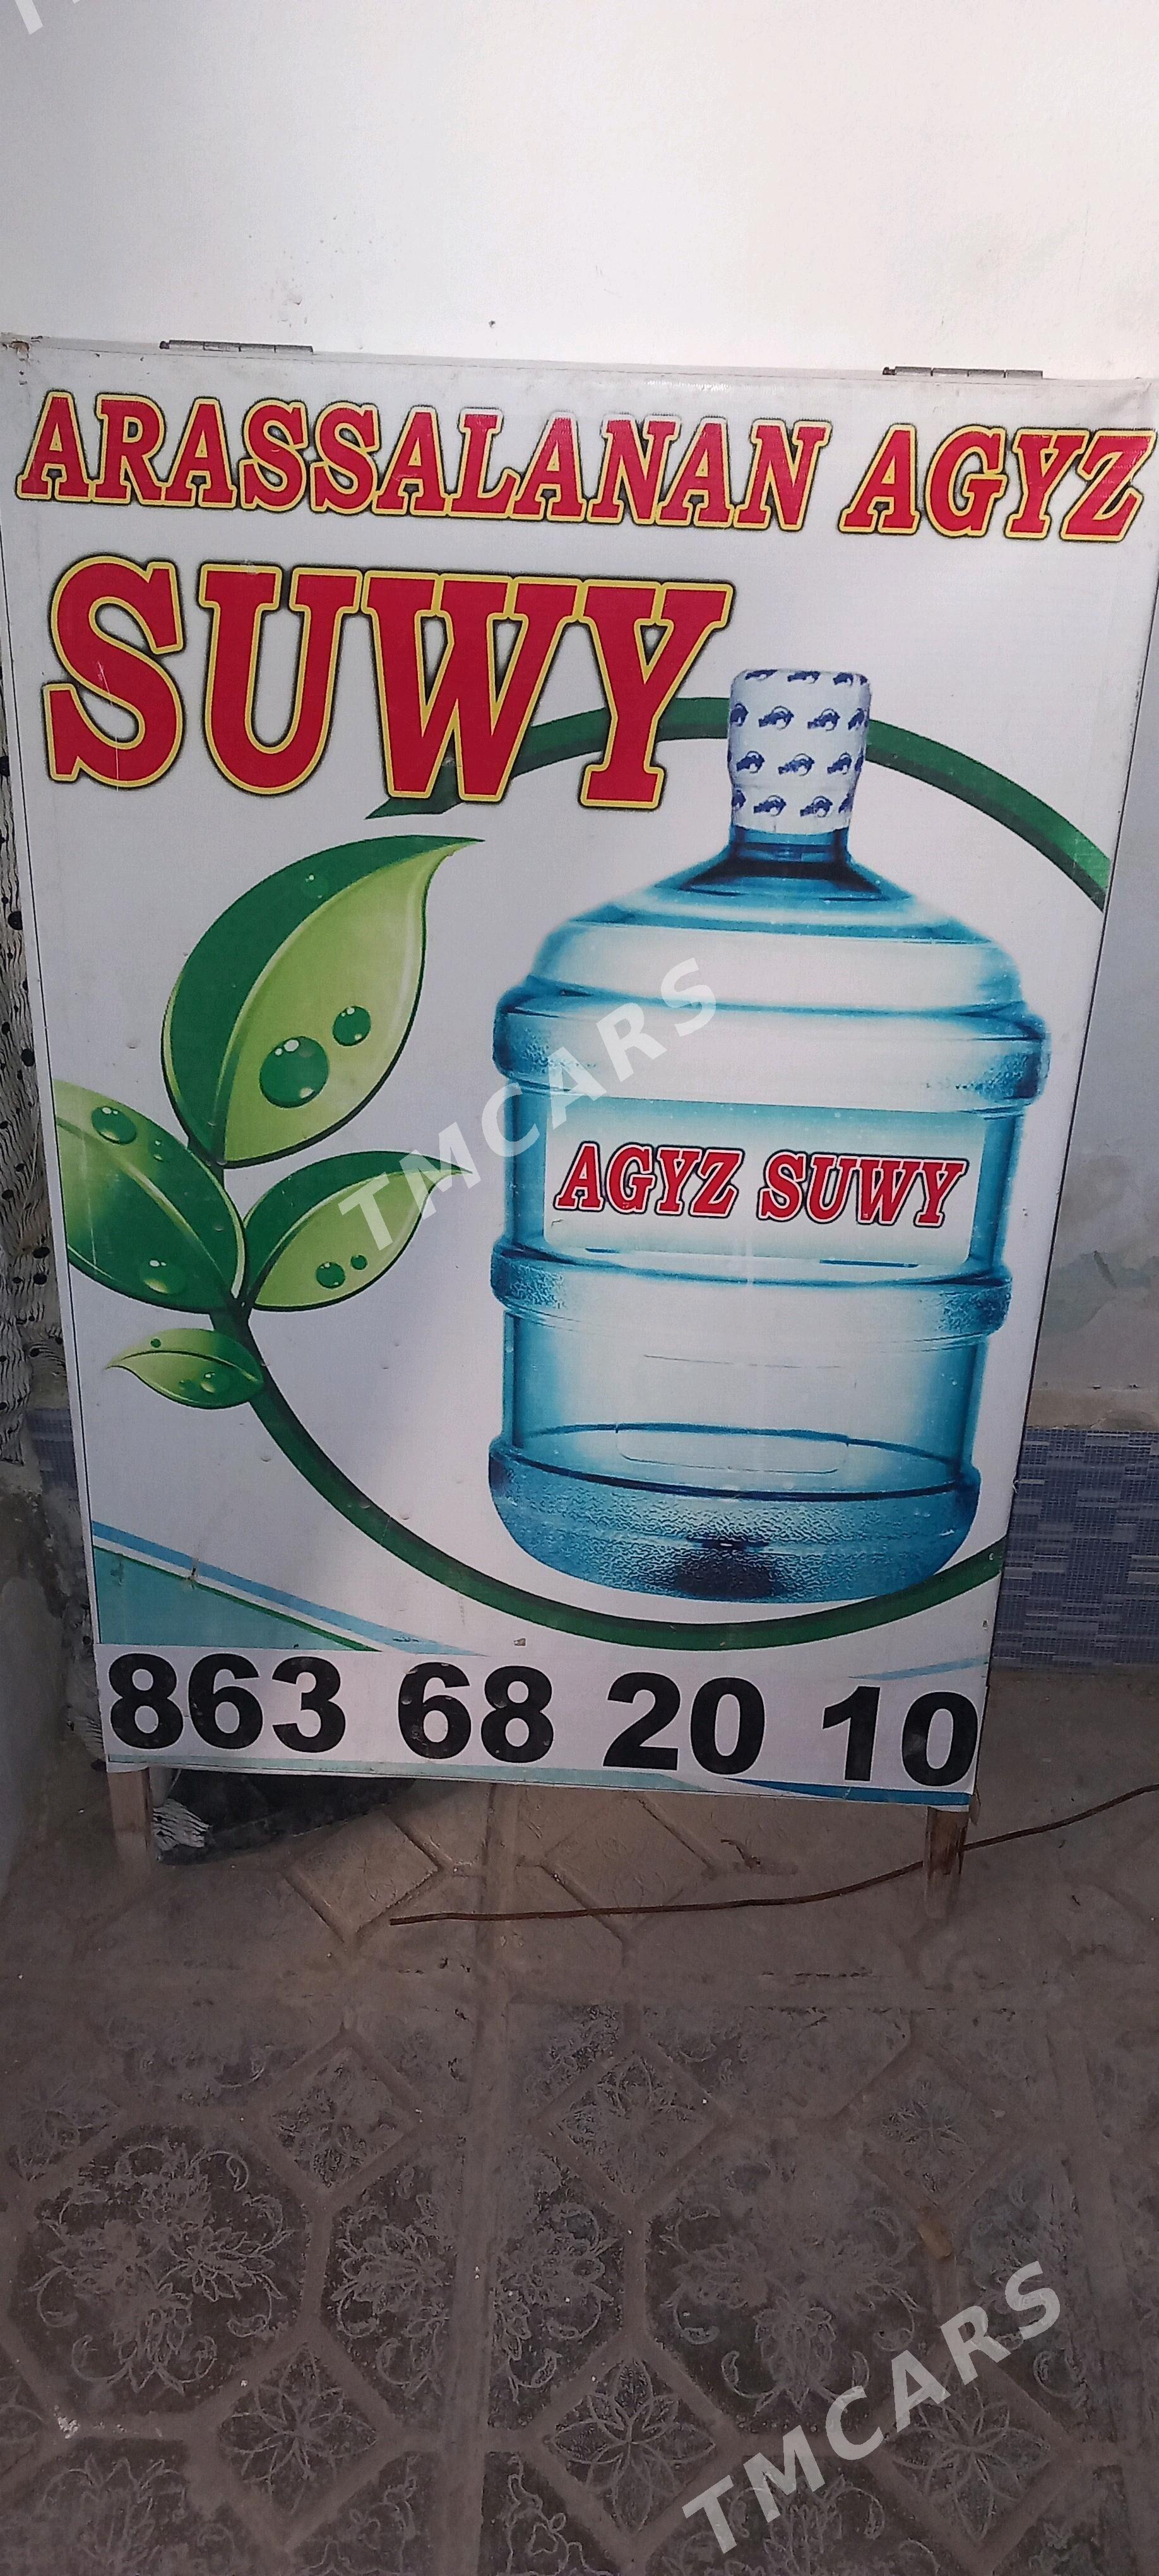 ARASSALANAN AGYZ
SUWY
AGYZ SUWY
863 68 20 10
TMCARS
TMCARS